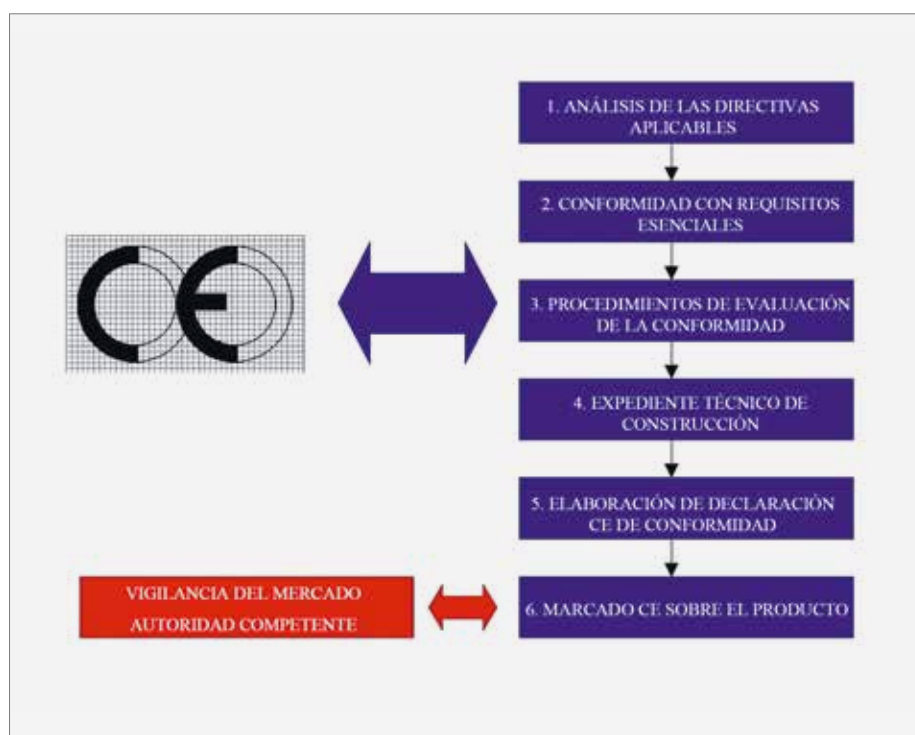 1. ANÁLISIS DE LAS DIRECTIVAS
APLICABLES
2. CONFORMIDAD CON REQUISITOS
ESENCIALES
CE
3. PROCEDIMIENTOS DE EVALUACIÓN
DE LA CONFORMIDAD
4. EXPEDIENTE TÉCNICO DE
CONSTRUCCIÓN
5. ELABORACIÓN DE DECLARACIÓN
CE DE CONFORMIDAD
VIGILANCIA DEL MERCADO
AUTORIDAD COMPETENTE
6. MARCADO CE SOBRE EL PRODUCTO